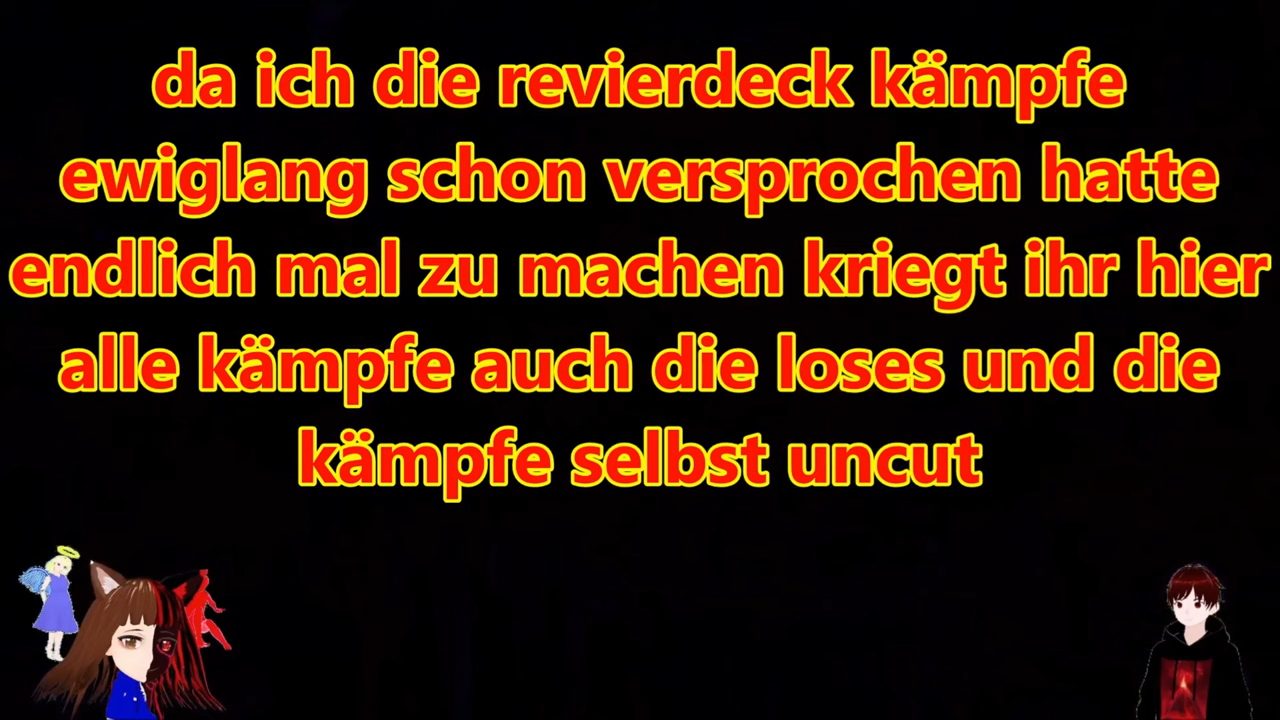 da ich die revierdeck kämpfe
ewiglang schon versprochen hatte
endlich mal zu machen kriegt ihr hier
alle kämpfe auch die loses und die
kämpfe selbst uncut